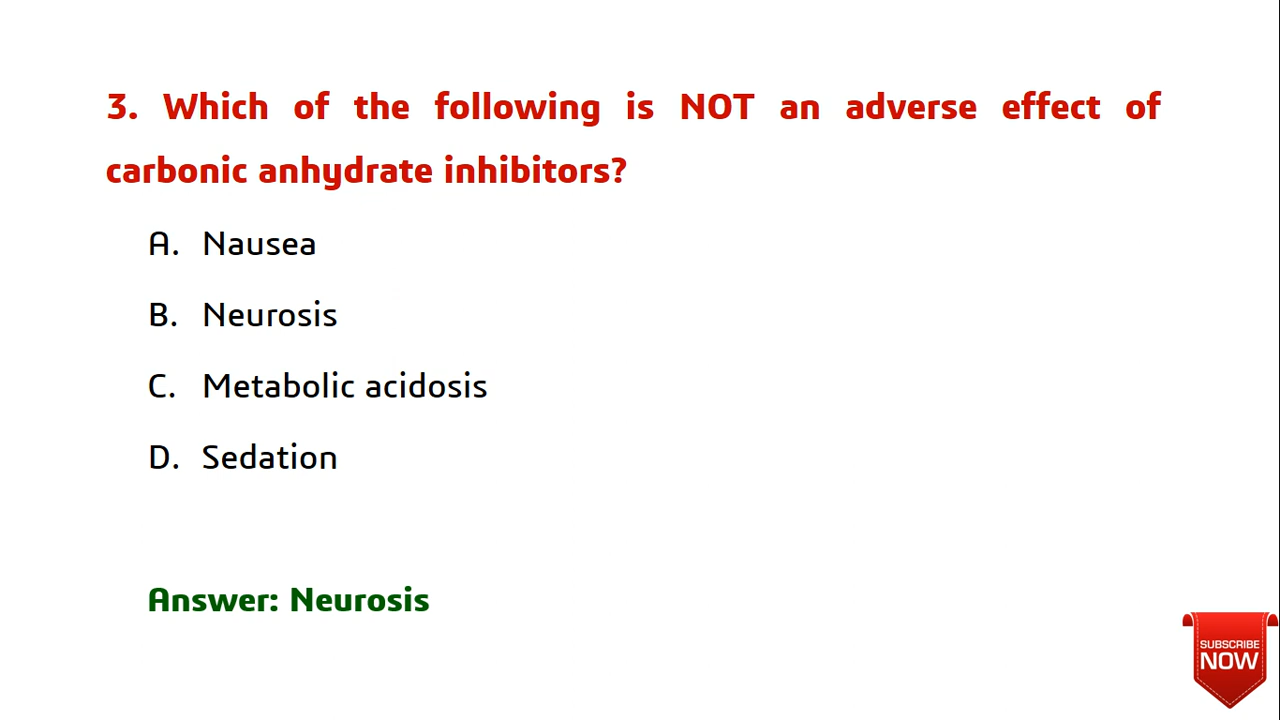 3. Which of the following is NOT an adverse effect of
carbonic anhydrate inhibitors?
A. Nausea
B. Neurosis
C. Metabolic acidosis
D. Sedation
Answer: Neurosis
SUBSCRIBE
NOW